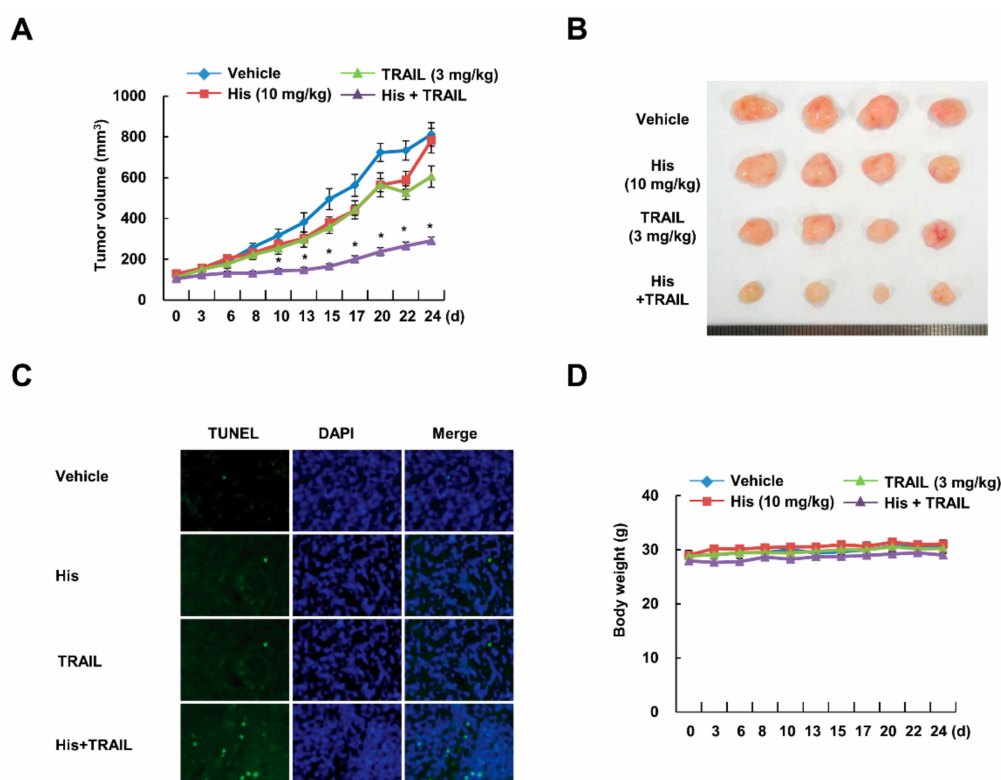 A
Vehicle
His (10 mg/kg)
TRAIL (3 mg/kg)
His + TRAIL
Tumor volume (mm³)
1000
800
600
400
200
0
* * * * * * *
0 3 6 8 10 13 15 17 20 22 24 (d)
B
Vehicle
His
(10 mg/kg)
TRAIL
(3 mg/kg)
His
+TRAIL
C
TUNEL DAPI Merge
Vehicle
His
TRAIL
His+TRAIL
D
Vehicle
His (10 mg/kg)
TRAIL (3 mg/kg)
His + TRAIL
Body weight (g)
40
30
20
10
0
0 3 6 8 10 13 15 17 20 22 24 (d)